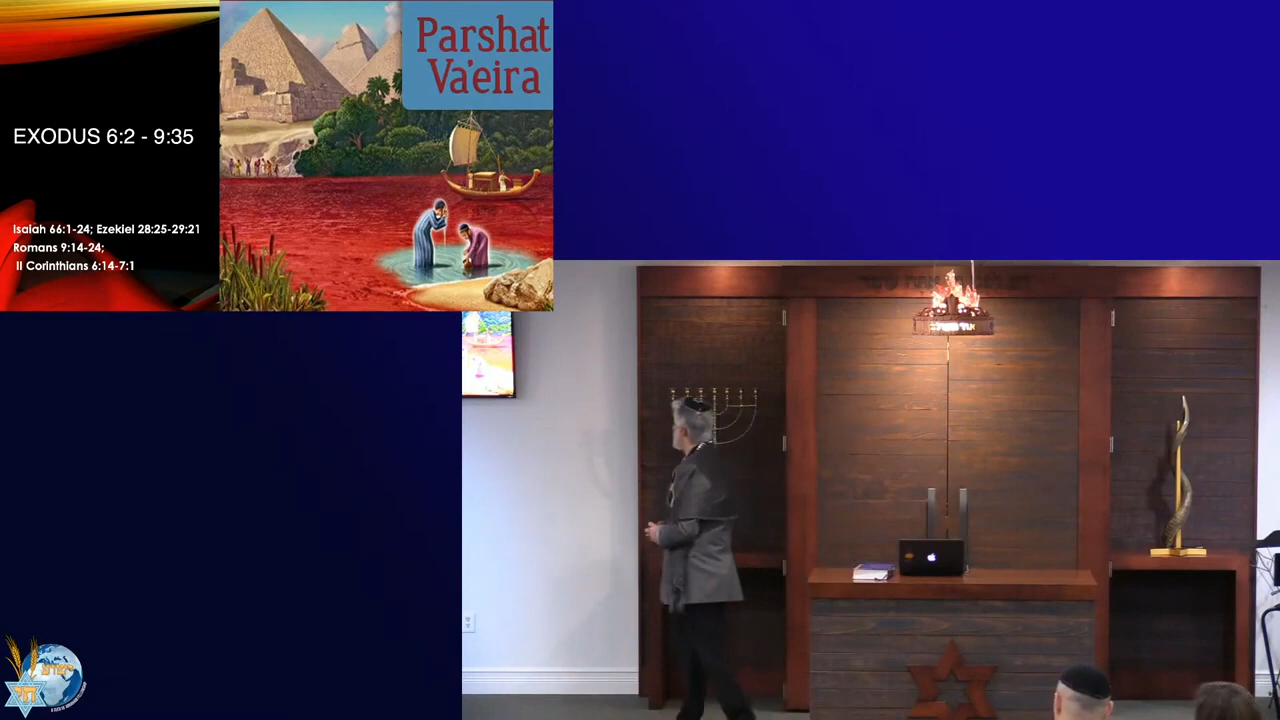 Parshat
Va'eira
EXODUS 6:2 - 9:35
Isaiah 66:1-24; Ezekiel 28:25-29:21
Romans 9:14-24;
II Corinthians 6:14-7:1